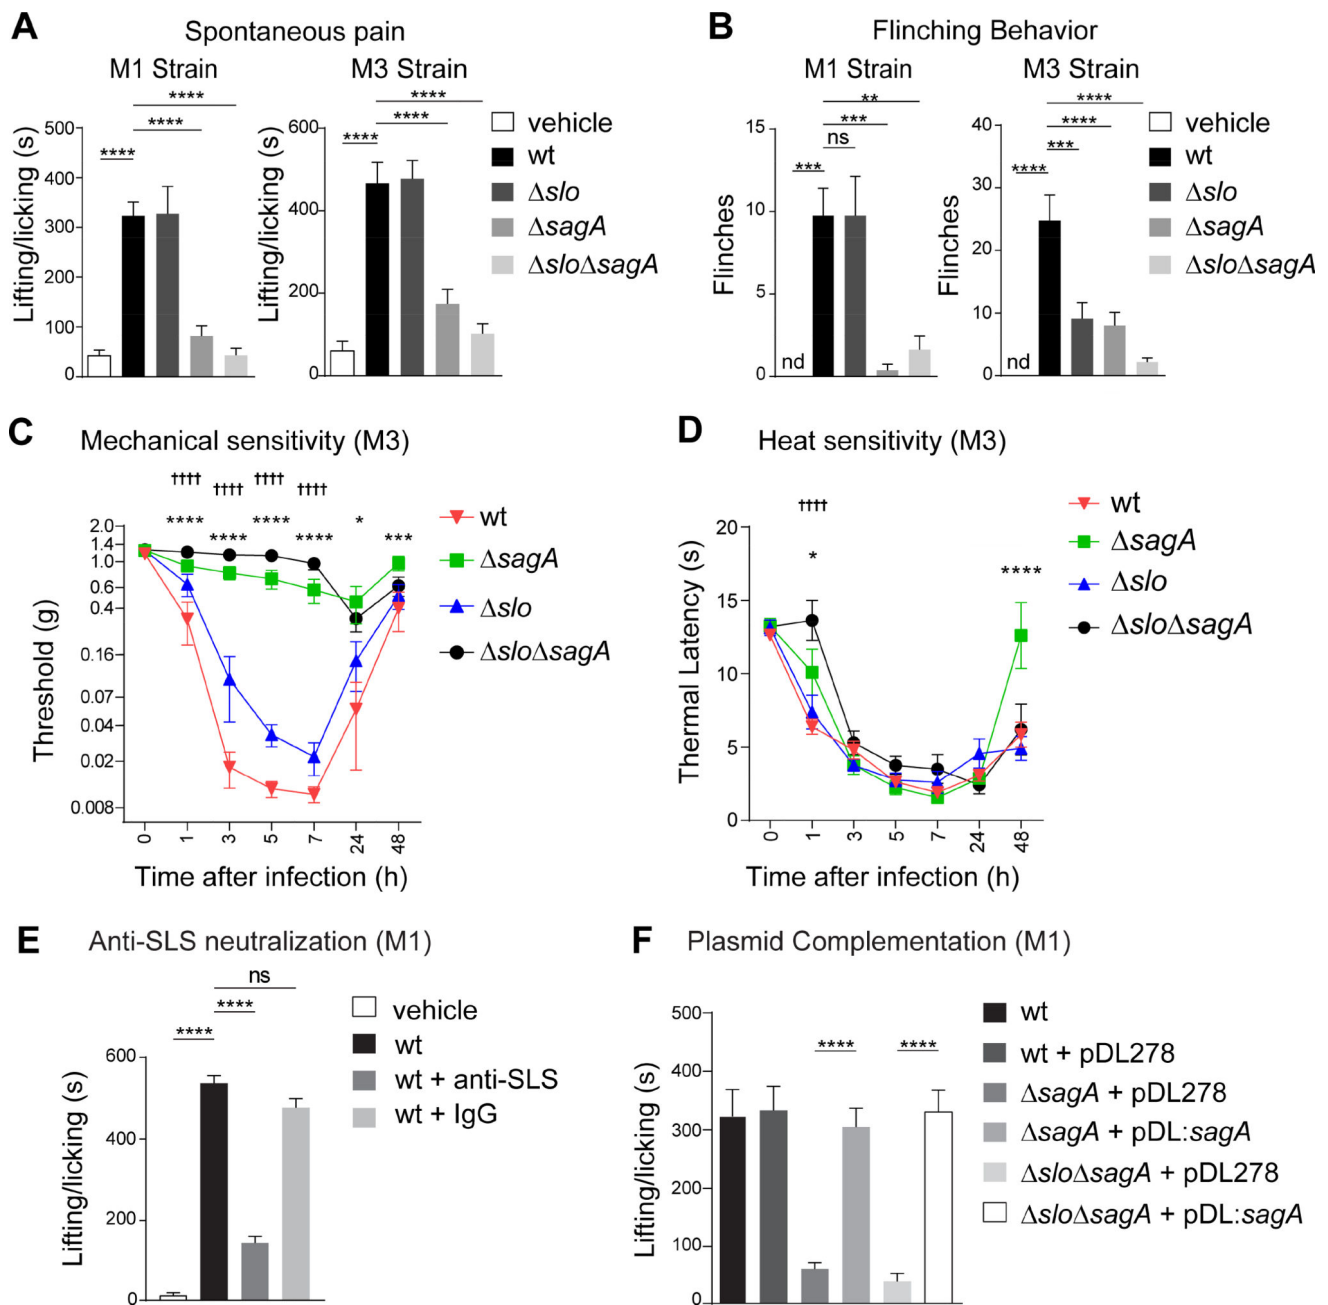 A
Spontaneous pain
M1 Strain
M3 Strain
Lifting/licking (s)
500
400
300
200
100
0
****
****
****
Lifting/licking (s)
600
400
200
0
****
****
****
vehicle
wt
Δslo
ΔsagA
ΔsloΔsagA
B
Flinching Behavior
M1 Strain
M3 Strain
Flinches
15
10
5
0
**
***
ns
***
nd
Flinches
40
30
20
10
0
****
****
***
****
nd
vehicle
wt
Δslo
ΔsagA
ΔsloΔsagA
C
Mechanical sensitivity (M3)
†††† †††† †††† ††††
**** **** **** **** * ***
Threshold (g)
2.0
1.4
1.0
0.6
0.4
0.16
0.07
0.04
0.02
0.008
0 1 3 5 7 24 48
Time after infection (h)
wt
ΔsagA
Δslo
ΔsloΔsagA
D
Heat sensitivity (M3)
††††
*
****
Thermal Latency (s)
20
15
10
5
0
0 1 3 5 7 24 48
Time after infection (h)
wt
ΔsagA
Δslo
ΔsloΔsagA
E
Anti-SLS neutralization (M1)
ns
****
****
Lifting/licking (s)
600
400
200
0
vehicle
wt
wt + anti-SLS
wt + IgG
F
Plasmid Complementation (M1)
Lifting/licking (s)
500
400
300
200
100
0
****
****
wt
wt + pDL278
ΔsagA + pDL278
ΔsagA + pDL:sagA
ΔsloΔsagA + pDL278
ΔsloΔsagA + pDL:sagA